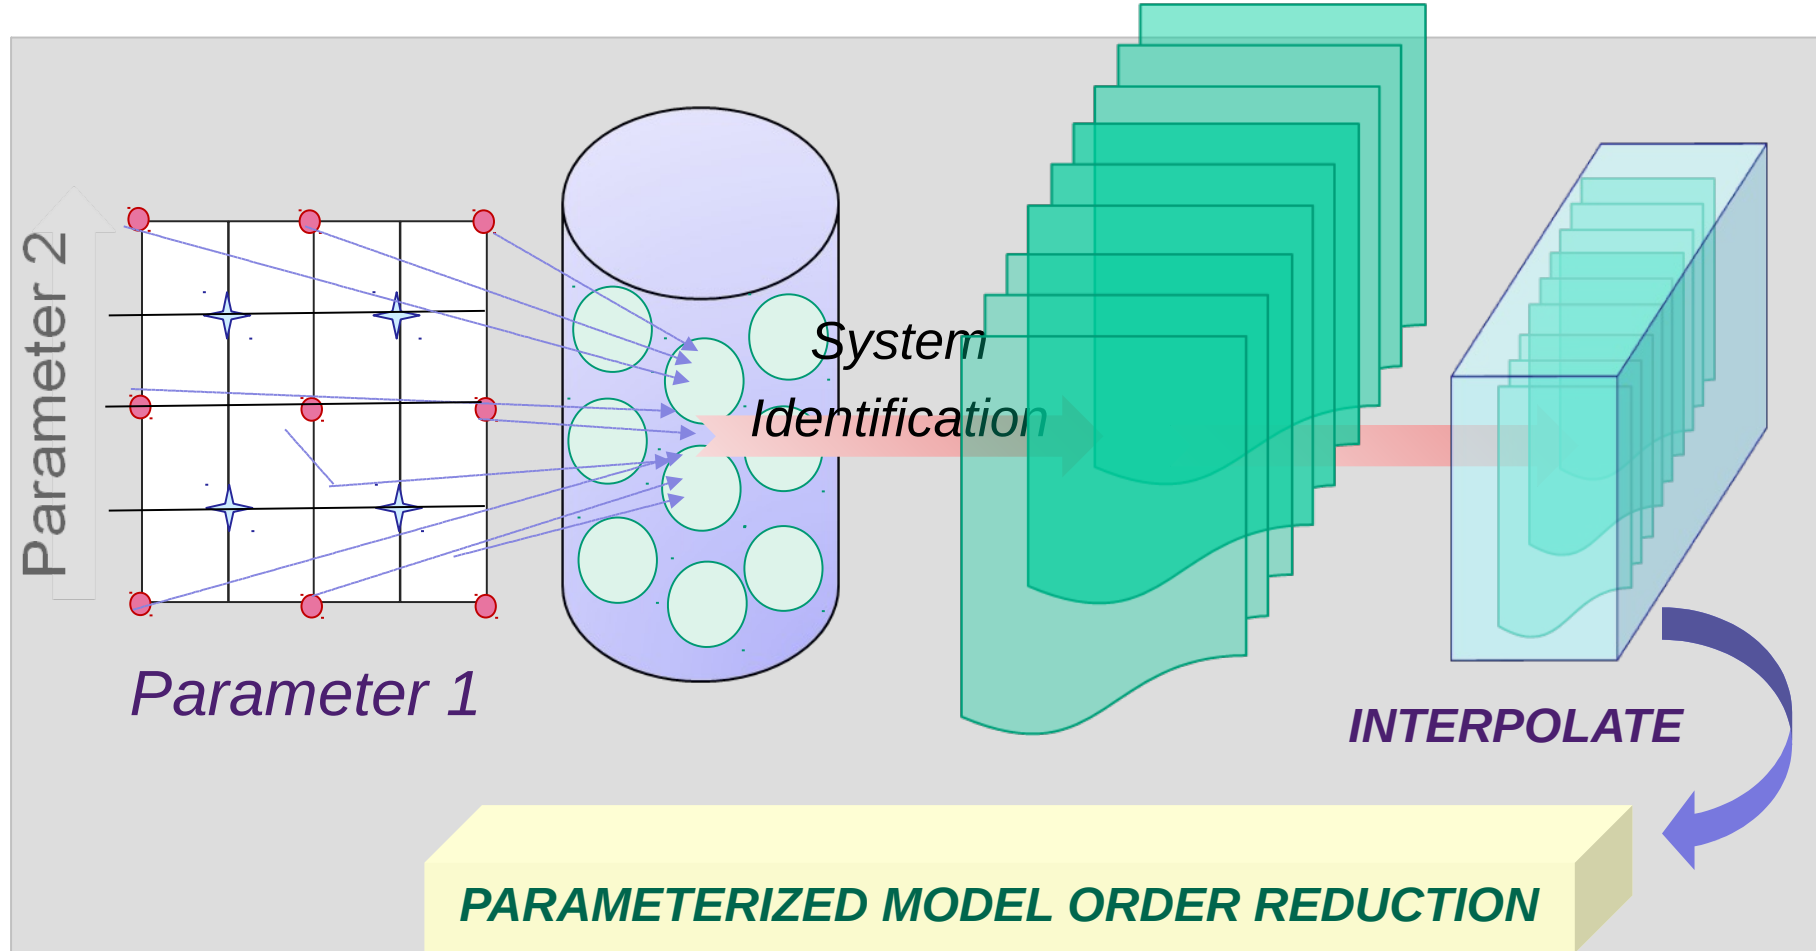 Parameter 2
System
Identification
Parameter 1
INTERPOLATE
PARAMETERIZED MODEL ORDER REDUCTION